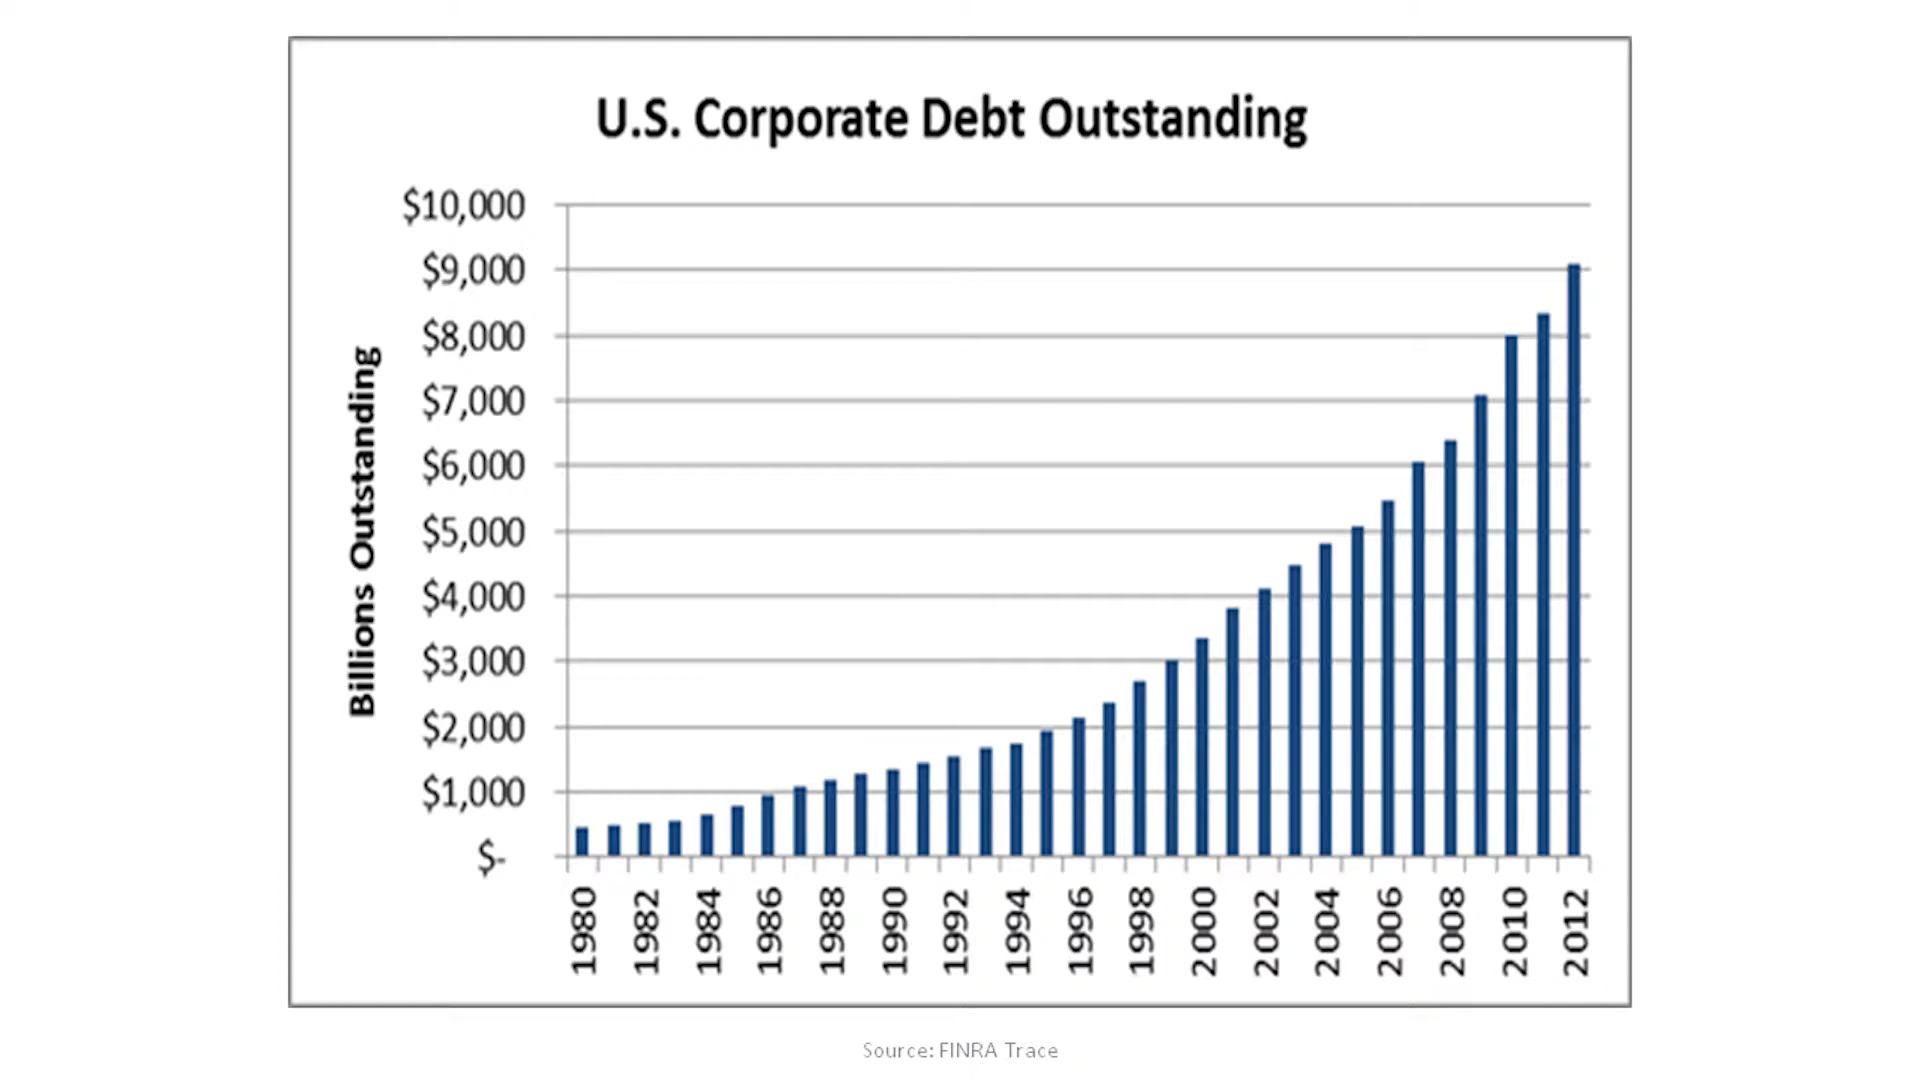 U.S. Corporate Debt Outstanding
$10,000
$9,000
$8,000
$7,000
$6,000
$5,000
$4,000
$3,000
$2,000
$1,000
$-
Billions Outstanding
1980 1982 1984 1986 1988 1990 1992 1994 1996 1998 2000 2002 2004 2006 2008 2010 2012
Source: FINRA Trace